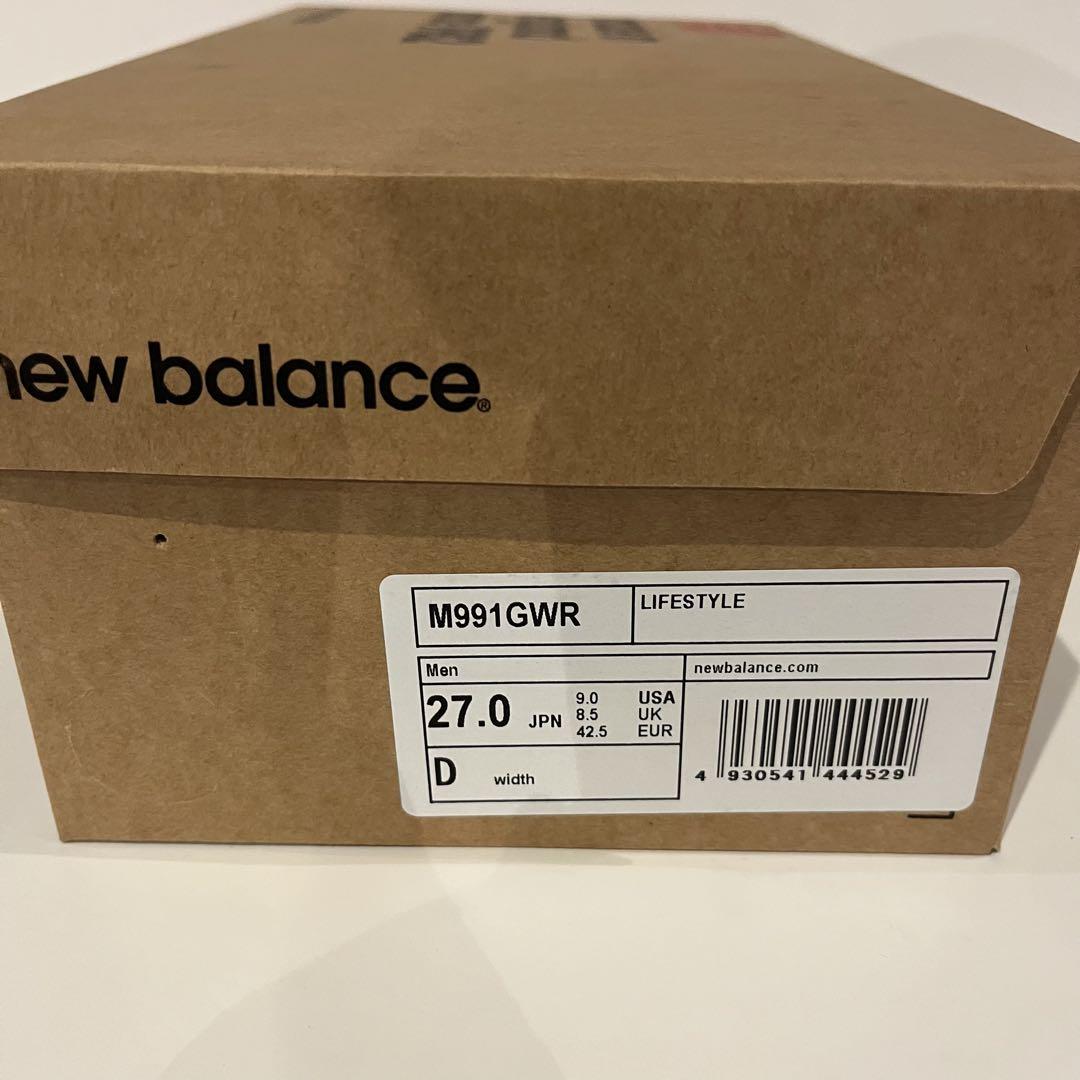 new balance®
M991GWR
LIFESTYLE
Men
newbalance.com
27.0 JPN
9.0 USA
8.5 UK
42.5 EUR
D width
4 930541 444529